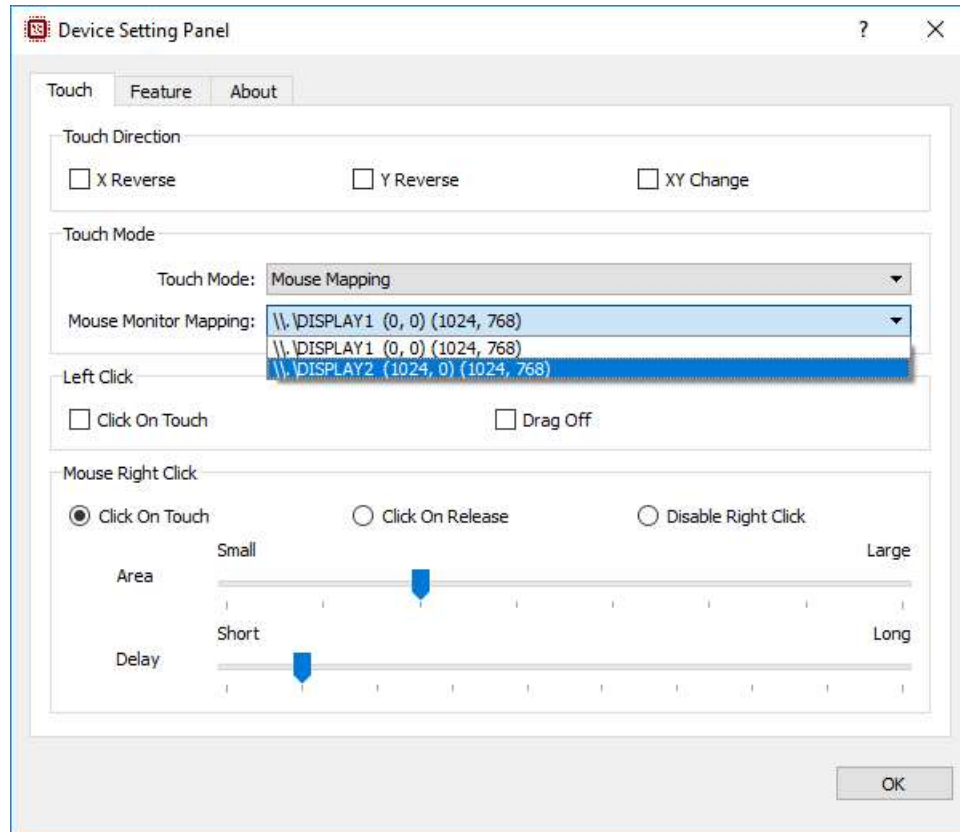 Device Setting Panel ? X
Touch Feature About
Touch Direction
X Reverse Y Reverse XY Change
Touch Mode
Touch Mode: Mouse Mapping
Mouse Monitor Mapping: \\.\DISPLAY1 (0, 0) (1024, 768)
\\.\DISPLAY1 (0, 0) (1024, 768)
\\.\DISPLAY2 (1024, 0) (1024, 768)
Left Click
Click On Touch Drag Off
Mouse Right Click
Click On Touch Click On Release Disable Right Click
Small Large
Area
Short Long
Delay
OK